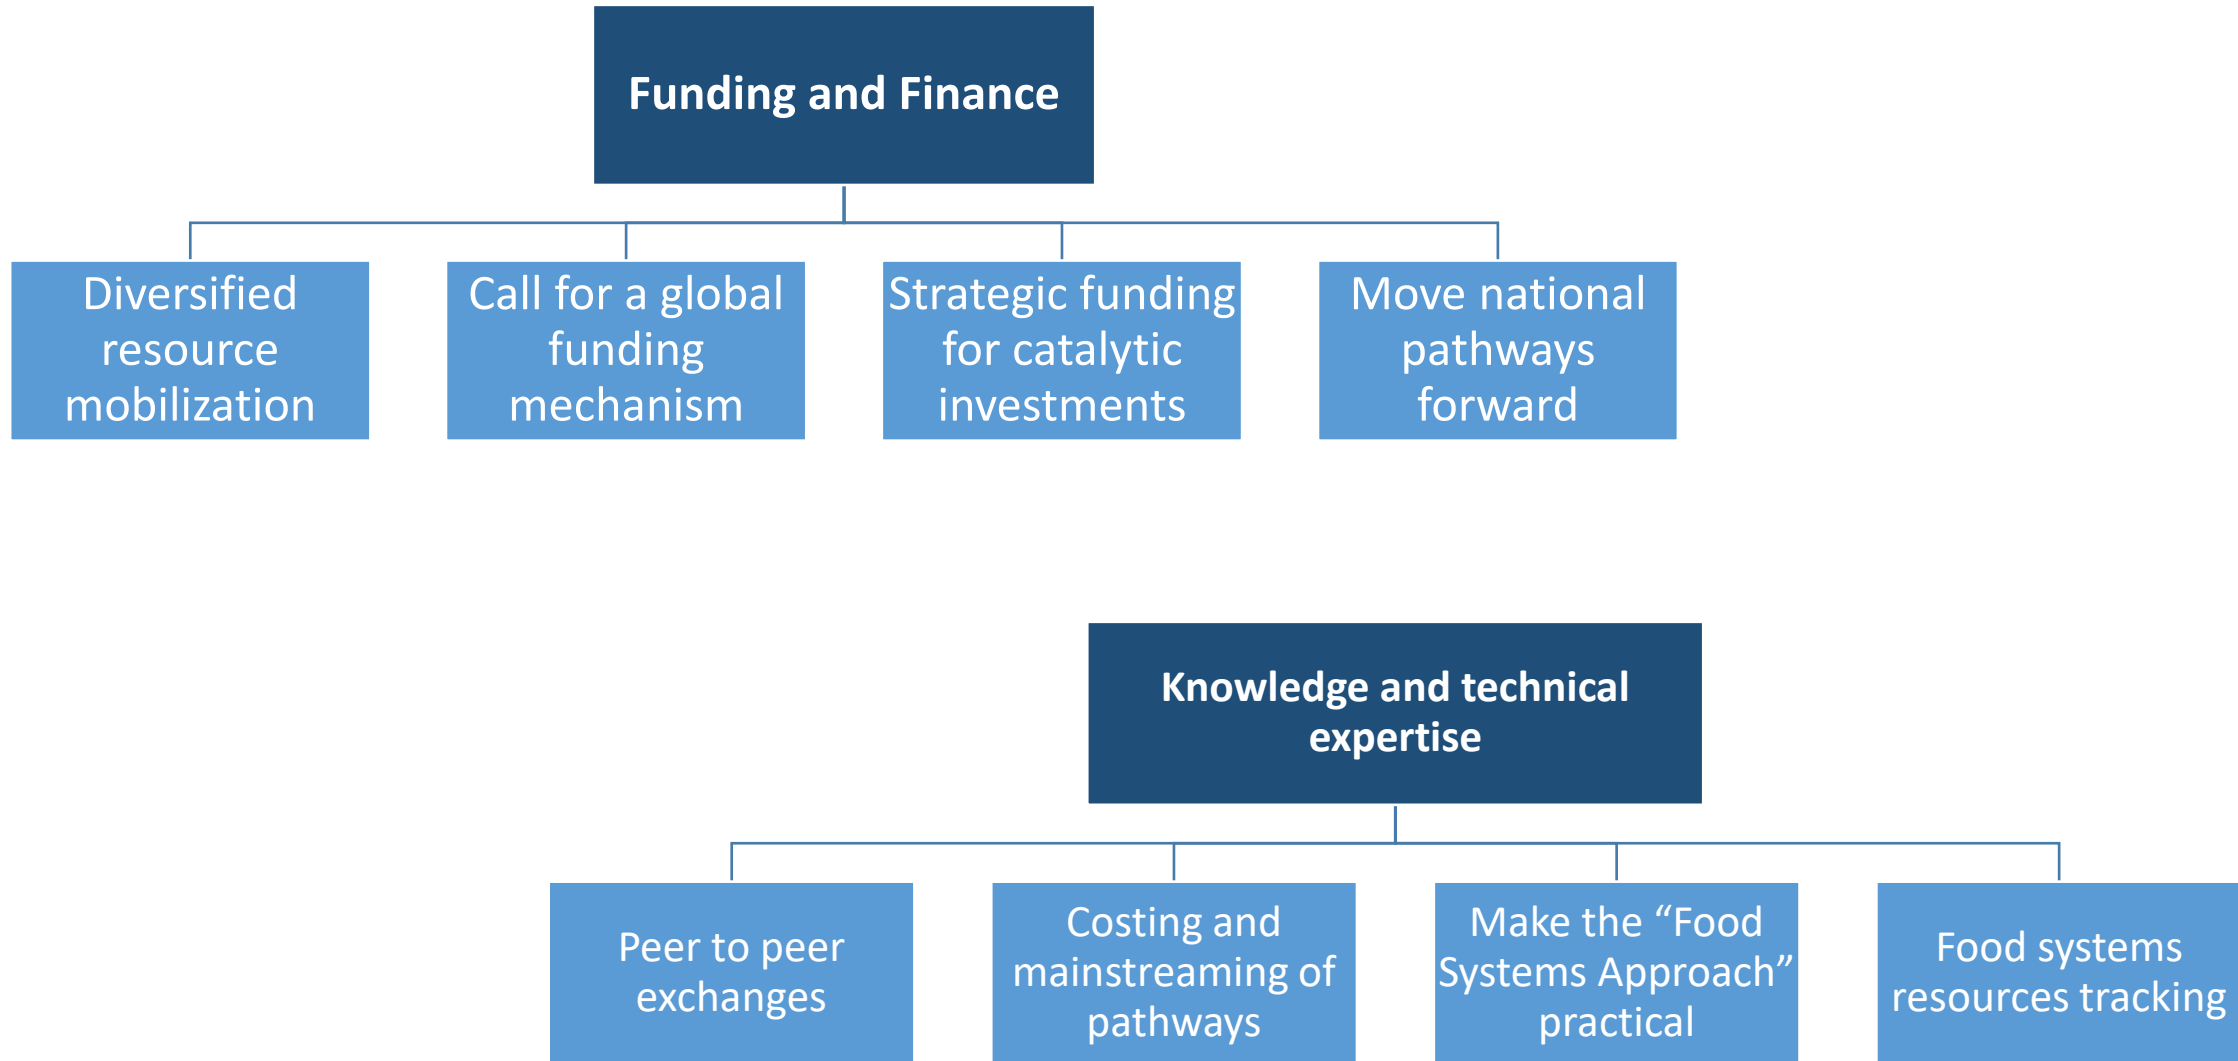 Funding and Finance
Diversified
resource
mobilization
Call for a global
funding
mechanism
Strategic funding
for catalytic
investments
Move national
pathways
forward
Knowledge and technical
expertise
Peer to peer
exchanges
Costing and
mainstreaming of
pathways
Make the “Food
Systems Approach”
practical
Food systems
resources tracking